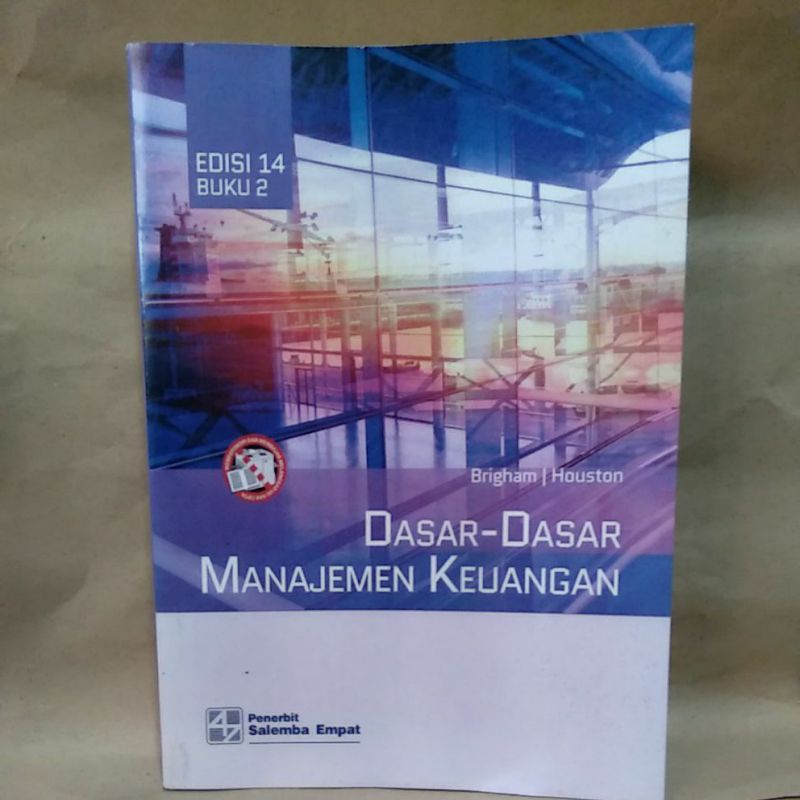 EDISI 14
BUKU 2
Brigham | Houston
DASAR-DASAR
MANAJEMEN KEUANGAN
Penerbit
Salemba Empat